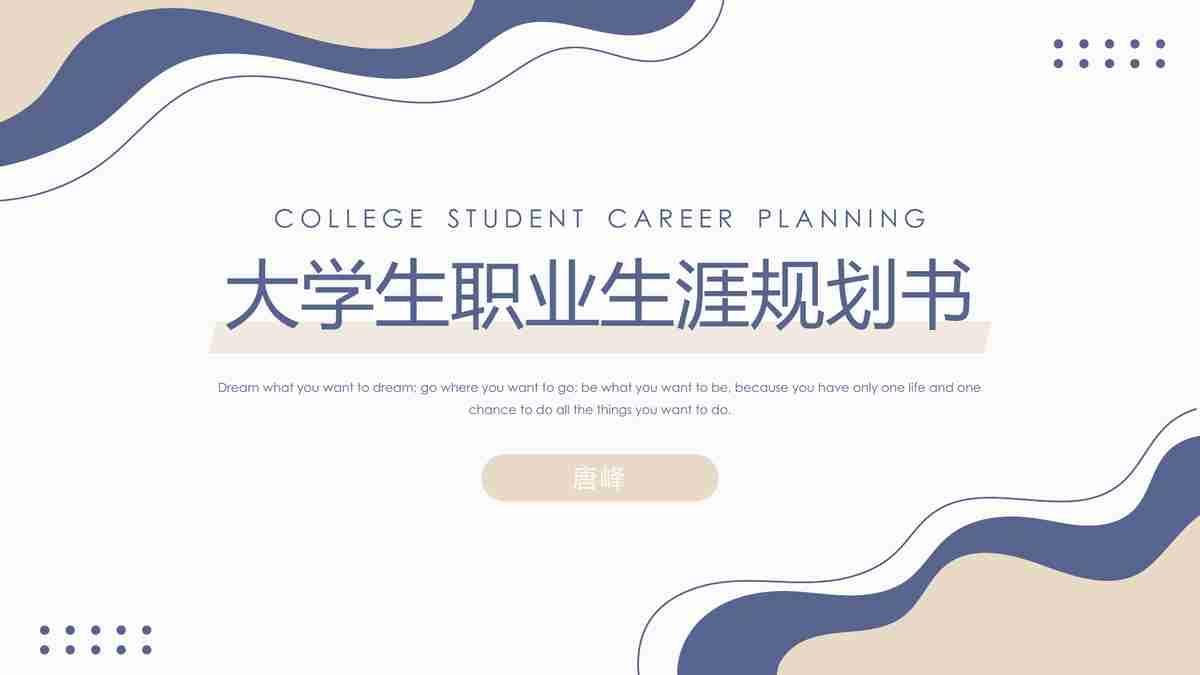 COLLEGE STUDENT CAREER PLANNING
大学生职业生涯规划书
Dream what you want to dream; go where you want to go; be what you want to be, because you have only one life and one
chance to do all the things you want to do.
唐峰